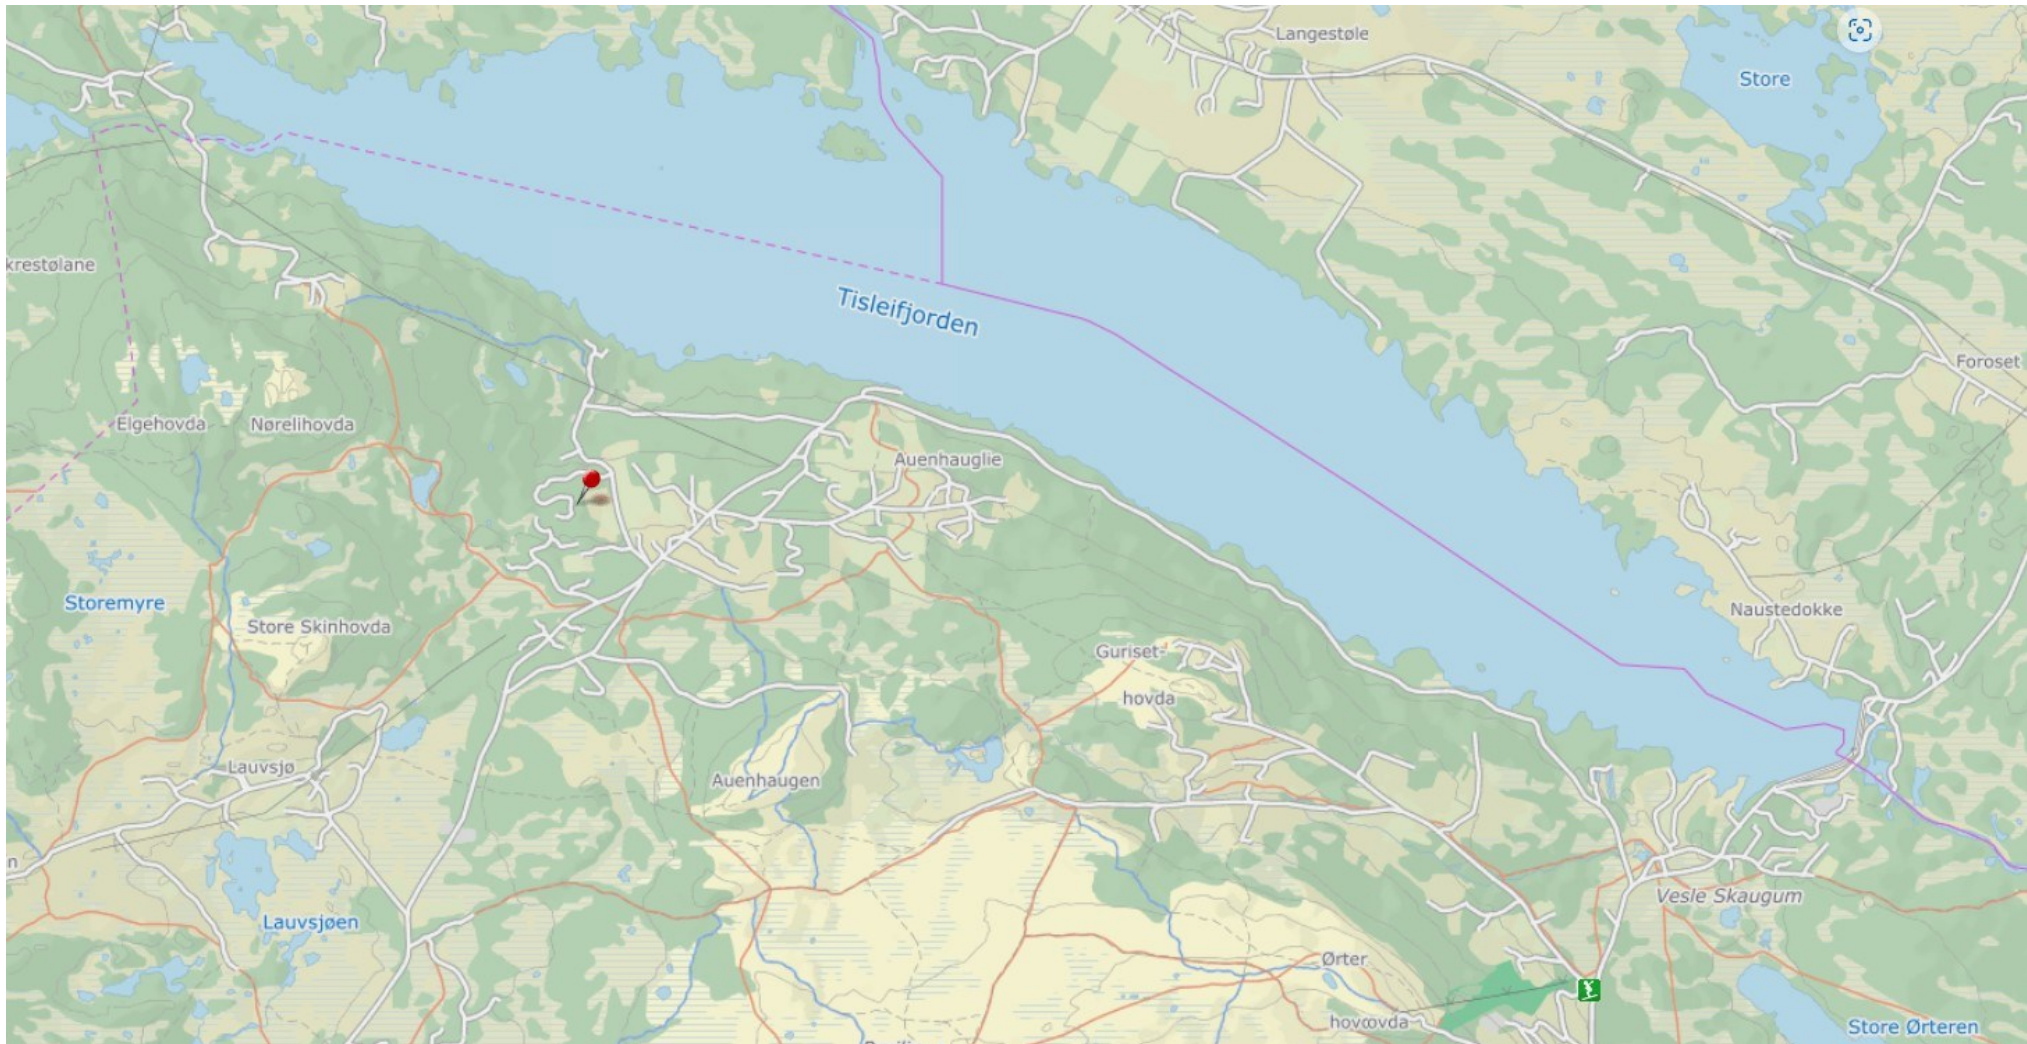 Langestøle
Store
krestølane
Tisleifjorden
Foroset
Elgehovda
Nørelihovda
Auenhauglie
Storemyre
Naustedokke
Store Skinhovda
Guriset-
hovda
Lauvsjø
Auenhaugen
n
Vesle Skaugum
Lauvsjøen
Ørter
hovda
Store Ørteren